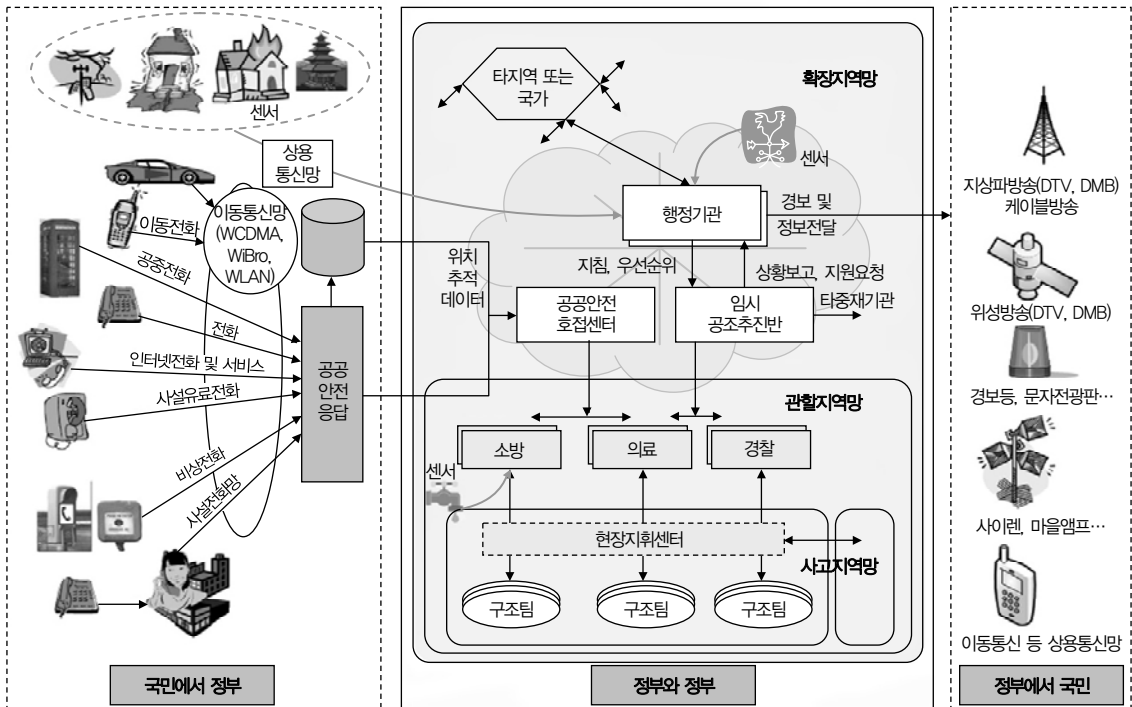 센서
상용
통신망
이동통신망
(WCDMA,
WiBro,
WLAN)
이동전화
공중전화
전화
인터넷전화 및 서비스
사설유료전화
비상전화
사설전화망
공공
안전
응답
국민에서 정부
위치
추적
데이터
확장지역망
타지역 또는
국가
센서
행정기관
경보 및
정보전달
지침, 우선순위
상황보고, 지원요청
공공안전
호접센터
임시
공조추진반
타중재기관
관할지역망
소방
의료
경찰
센서
현장지휘센터
사고지역망
구조팀
구조팀
구조팀
정부와 정부
지상파방송(DTV, DMB)
케이블방송
위성방송(DTV, DMB)
경보등, 문자전광판…
사이렌, 마을앰프…
이동통신 등 상용통신망
정부에서 국민